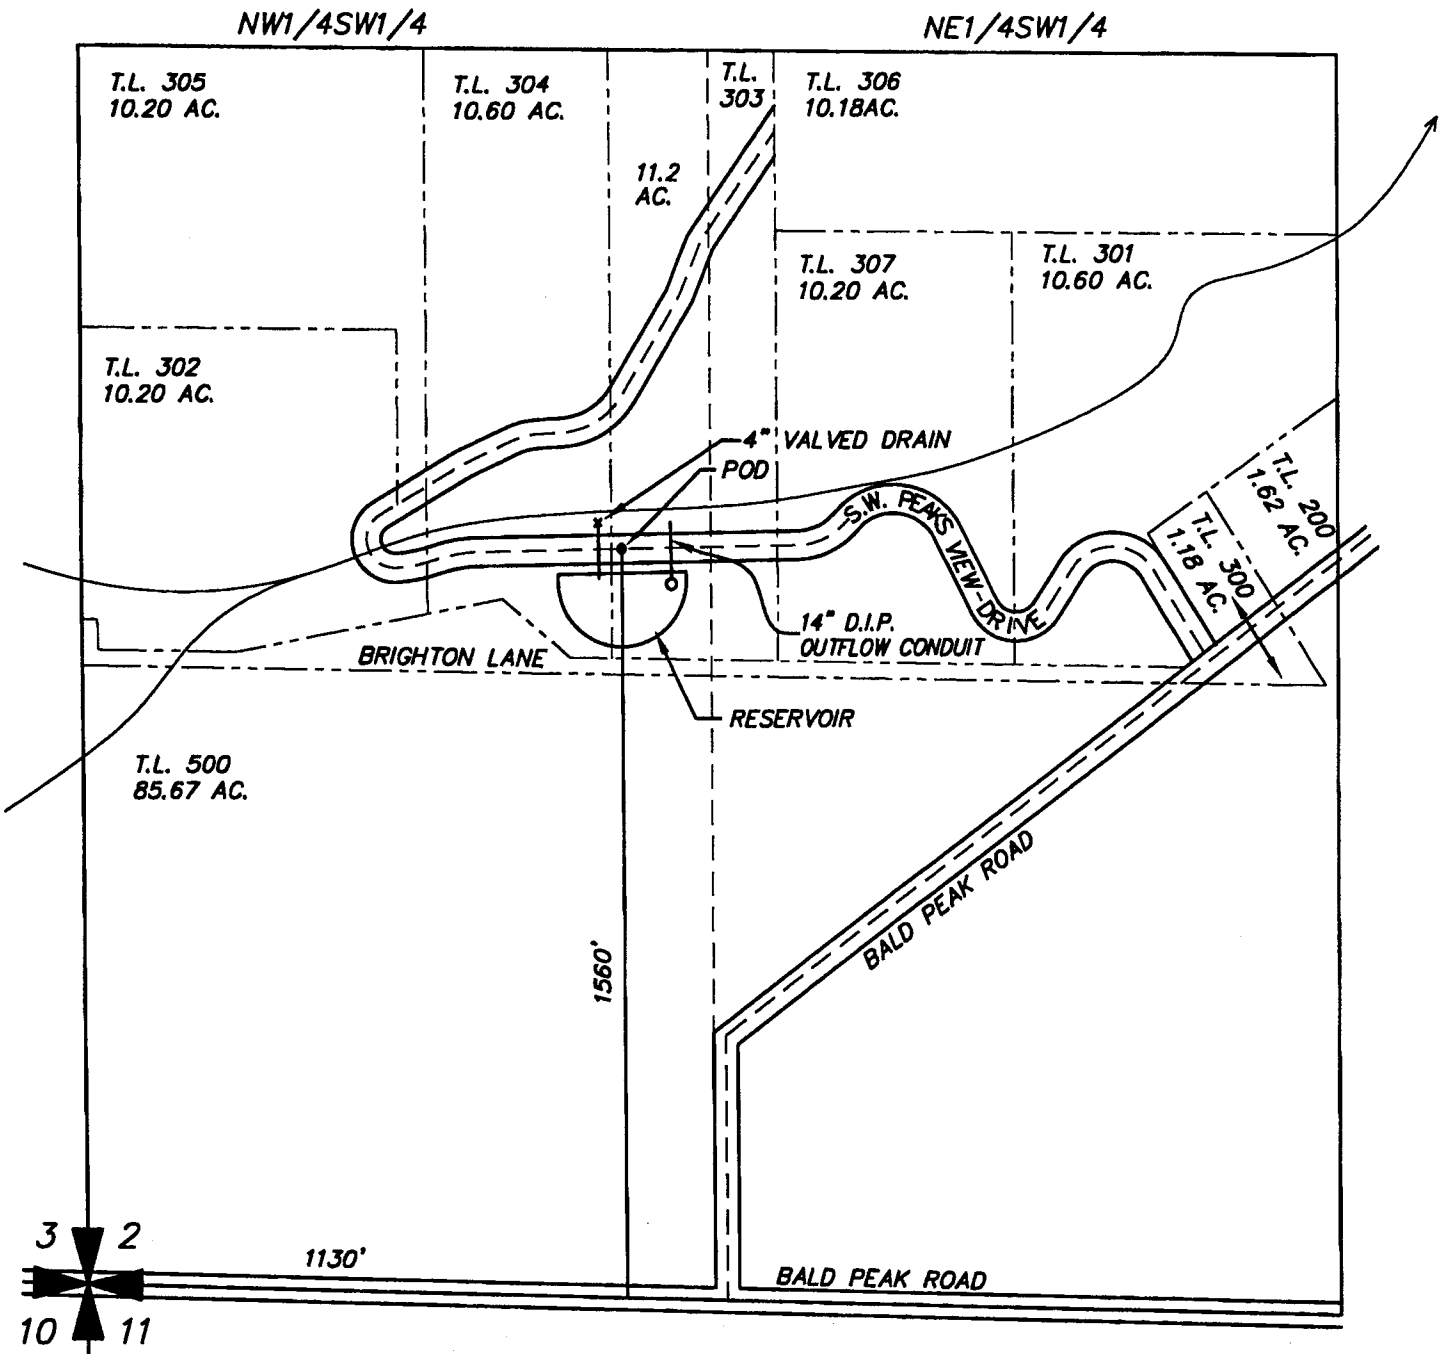 NW1/4SW1/4
NE1/4SW1/4
T.L. 305
10.20 AC.
T.L. 304
10.60 AC.
T.L.
303
11.2
AC.
T.L. 306
10.18AC.
T.L. 307
10.20 AC.
T.L. 301
10.60 AC.
T.L. 302
10.20 AC.
4" VALVED DRAIN
POD
S.W. PEAKS VIEW-DRIVE
T.L. 200
1.62 AC.
T.L. 300
1.18 AC.
14" D.I.P.
OUTFLOW CONDUIT
BRIGHTON LANE
RESERVOIR
T.L. 500
85.67 AC.
BALD PEAK ROAD
1560'
3 2
1130'
BALD PEAK ROAD
10 11